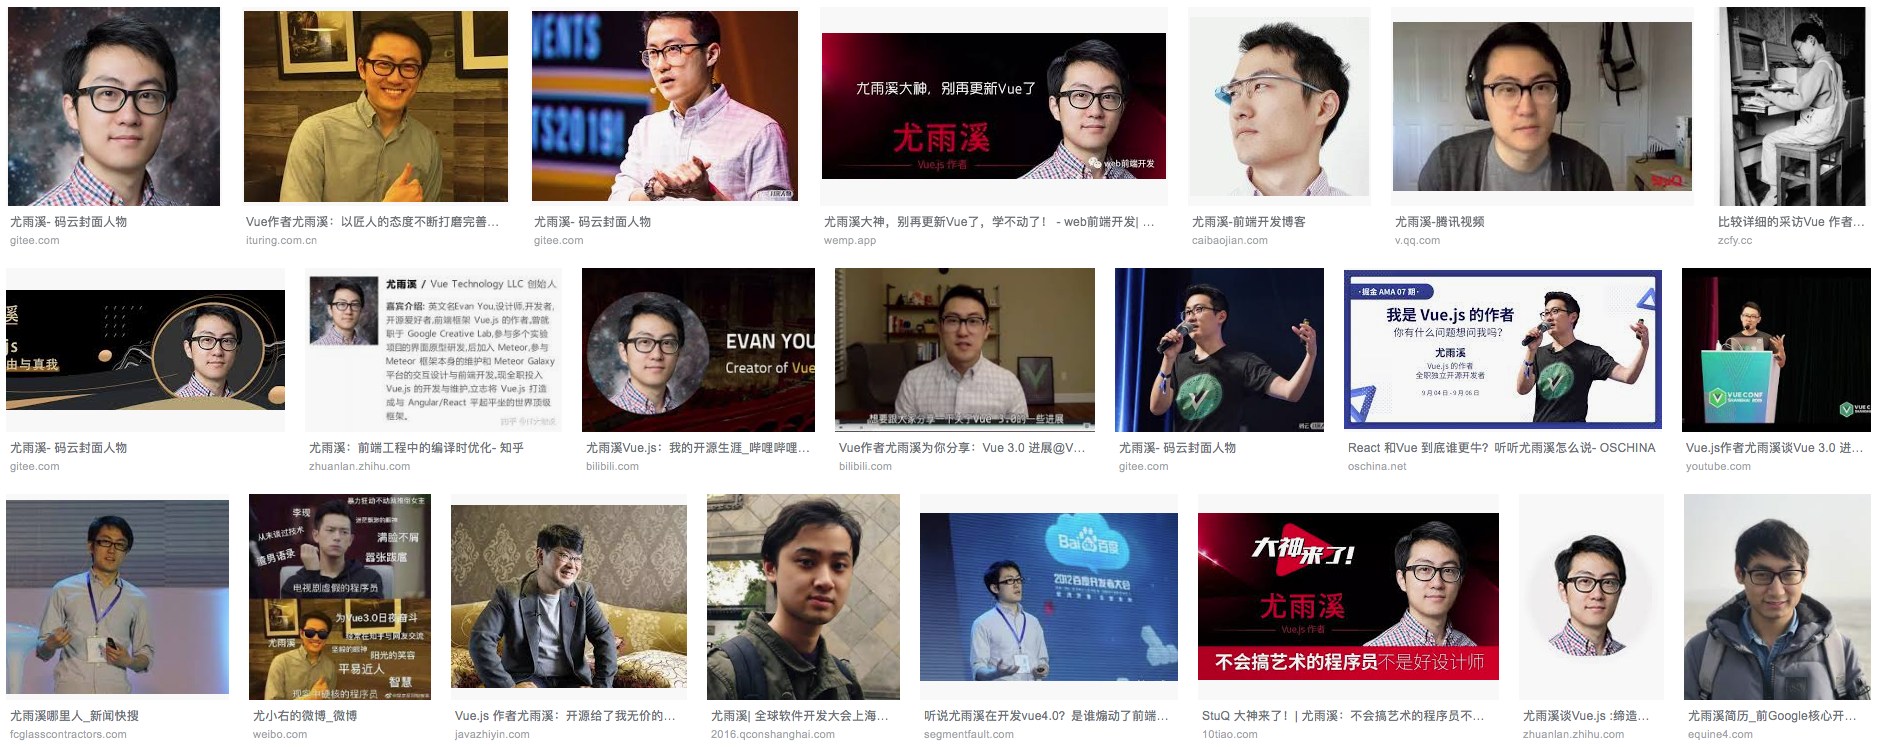 VENTS
TS2019
尤雨溪大神，别再更新Vue了
尤雨溪
Vue.js 作者
web前端开发
StuQ
尤雨溪- 码云封面人物
gitee.com
Vue作者尤雨溪：以匠人的态度不断打磨完善...
ituring.com.cn
尤雨溪- 码云封面人物
gitee.com
尤雨溪大神，别再更新Vue了，学不动了！ - web前端开发| ...
wemp.app
尤雨溪-前端开发博客
caibaojian.com
尤雨溪-腾讯视频
v.qq.com
比较详细的采访Vue 作者...
zcfy.cc
溪
js
由与真我
尤雨溪 / Vue Technology LLC 创始人
嘉宾介绍: 英文名Evan You,设计师,开发者,
开源爱好者,前端框架 Vue.js 的作者,曾就
职于 Google Creative Lab,参与多个实验
项目的界面原型研发,后加入 Meteor,参与
Meteor 框架本身的维护和 Meteor Galaxy
平台的交互设计与前端开发,现全职投入
Vue.js 的开发与维护,立志将 Vue.js 打造
成与 Angular/React 平起平坐的世界顶级
框架。
EVAN YOU
Creator of Vue
想要跟大家分享一下关于Vue 3.0的一些进展
·掘金 AMA 07 期·
我是 Vue.js 的作者
你有什么问题想问我吗？
尤雨溪
Vue.js 的作者
全职独立开源开发者
9 月 04 日 - 9 月 06 日
VUE CONF
尤雨溪- 码云封面人物
gitee.com
尤雨溪：前端工程中的编译时优化- 知乎
zhuanlan.zhihu.com
尤雨溪Vue.js：我的开源生涯_哔哩哔哩...
bilibili.com
Vue作者尤雨溪为你分享：Vue 3.0 进展@V...
bilibili.com
尤雨溪- 码云封面人物
gitee.com
React 和Vue 到底谁更牛？听听尤雨溪怎么说- OSCHINA
oschina.net
Vue.js作者尤雨溪谈Vue 3.0 进...
youtube.com
李现
从未谈过技术
满脸不屑
渣男语录
嚣张跋扈
电视剧虚假的程序员
为Vue3.0日夜奋斗
尤雨溪
经常在知乎与网友交流
坚毅的眼神
阳光的笑容
平易近人
智慧
现实中硬核的程序员
Bai百度
2012百度开发者大会
大神来了!
尤雨溪
Vue.js 作者
不会搞艺术的程序员不是好设计师
尤雨溪哪里人_新闻快搜
fcglasscontractors.com
尤小右的微博_微博
weibo.com
Vue.js 作者尤雨溪：开源给了我无价的...
javazhiyin.com
尤雨溪| 全球软件开发大会上海...
2016.qconshanghai.com
听说尤雨溪在开发vue4.0？是谁煽动了前端...
segmentfault.com
StuQ 大神来了！| 尤雨溪：不会搞艺术的程序员不...
10tiao.com
尤雨溪谈Vue.js :缔造...
zhuanlan.zhihu.com
尤雨溪简历_前Google核心开...
equine4.com